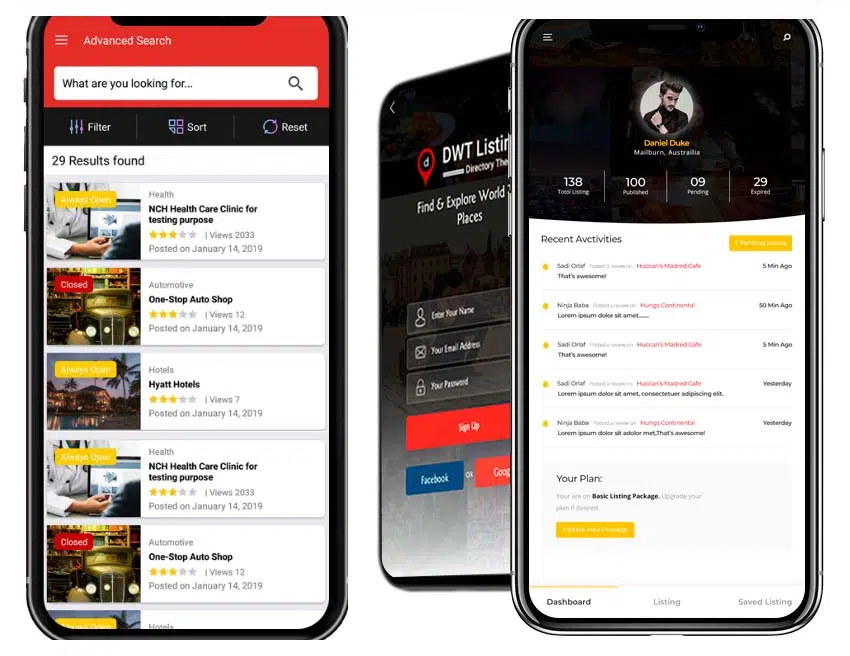 Advanced Search
What are you looking for...
Filter
Sort
Reset
29 Results found
Always Open
Health
NCH Health Care Clinic for
testing purpose
| Views 2033
Posted on January 14, 2019
Closed
Automotive
One-Stop Auto Shop
| Views 12
Posted on January 14, 2019
Always Open
Hotels
Hyatt Hotels
| Views 7
Posted on January 14, 2019
Always Open
Health
NCH Health Care Clinic for
testing purpose
| Views 2033
Posted on January 14, 2019
Closed
Automotive
One-Stop Auto Shop
| Views 12
Posted on January 14, 2019
Always Open
Hotels
d
DWT Listin
Directory The
Find & Explore World
Places
Enter Your Name
Your Email Address
Your Password
Sign Up
Facebook
OR
Goog
Daniel Duke
Mailburn, Austrailia
138
Total Listing
100
Published
09
Pending
29
Expired
Recent Avctivities
Sadi Orlaf Posted a review on Huccan's Madred Cafe 5 Min Ago
That's awesome!
Ninja Baba Posted a review on Hungs Continental 50 Min Ago
Lorem ipsum dolor sit amet.......
Sadi Orlaf Posted a review on Huccan's Madred Cafe 5 Min Ago
That's awesome!
Sadi Orlaf Posted a review on Huccan's Madred Cafe Yesterday
Lorem ipsum dolor sit amet, consectetuer adipiscing elit.
Ninja Baba Posted a review on Hungs Continental Yesterday
Lorem ipsum dolor sit adolor met,That's awesome!
Your Plan:
Your are on Basic Listing Package. Upgrade your
plan if desired.
Update Your Package
Dashboard
Listing
Saved Listing